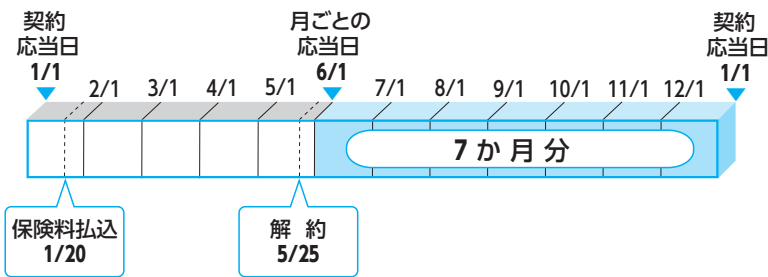 契約
応当日
1/1
月ごとの
応当日
6/1
契約
応当日
1/1
2/1 3/1 4/1 5/1 7/1 8/1 9/1 10/1 11/1 12/1
7か月分
保険料払込
1/20
解約
5/25